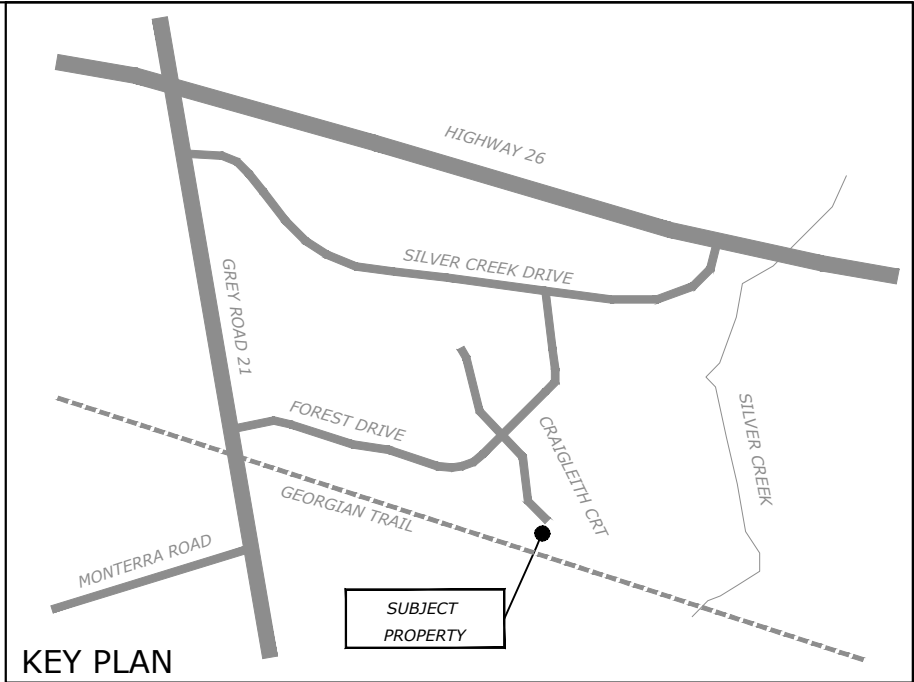 HIGHWAY 26
SILVER CREEK DRIVE
GREY ROAD 21
FOREST DRIVE
CRAIGLEITH CRT
SILVER CREEK
GEORGIAN TRAIL
MONTERRA ROAD
SUBJECT
PROPERTY
KEY PLAN